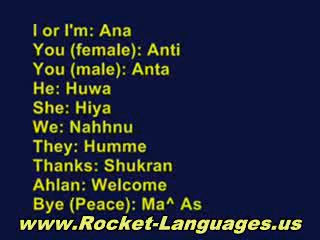 I or I'm: Ana
You (female): Anti
You (male): Anta
He: Huwa
She: Hiya
We: Nahhnu
They: Humme
Thanks: Shukran
Ahlan: Welcome
Bye (Peace): Ma^ As
www.Rocket-Languages.us